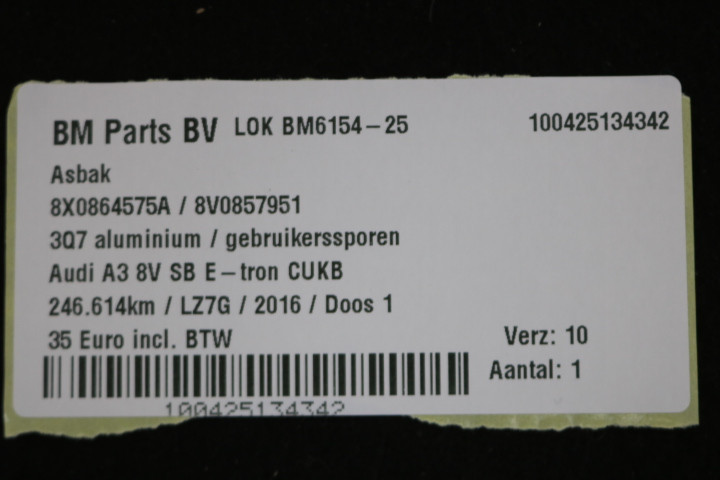 BM Parts BV LOK BM6154-25 100425134342
Asbak
8X0864575A / 8V0857951
3Q7 aluminium / gebruikerssporen
Audi A3 8V SB E-tron CUKB
246.614km / LZ7G / 2016 / Doos 1
35 Euro incl. BTW Verz: 10
Aantal: 1
100425134342